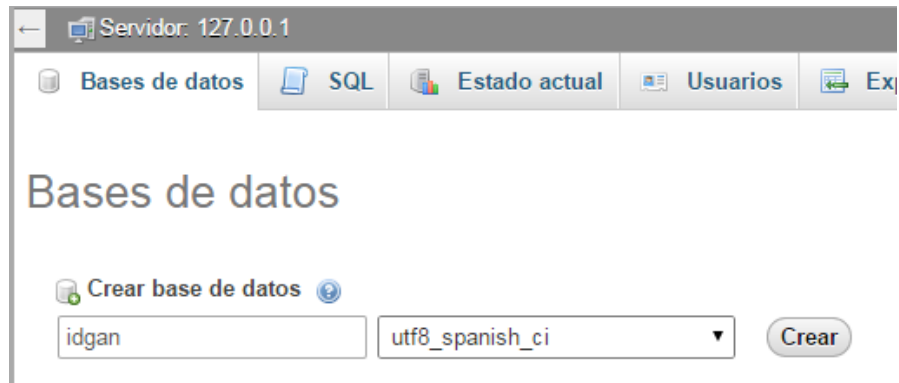 ← Servidor: 127.0.0.1
Bases de datos SQL Estado actual Usuarios Exp
Bases de datos
Crear base de datos
idgan utf8_spanish_ci Crear